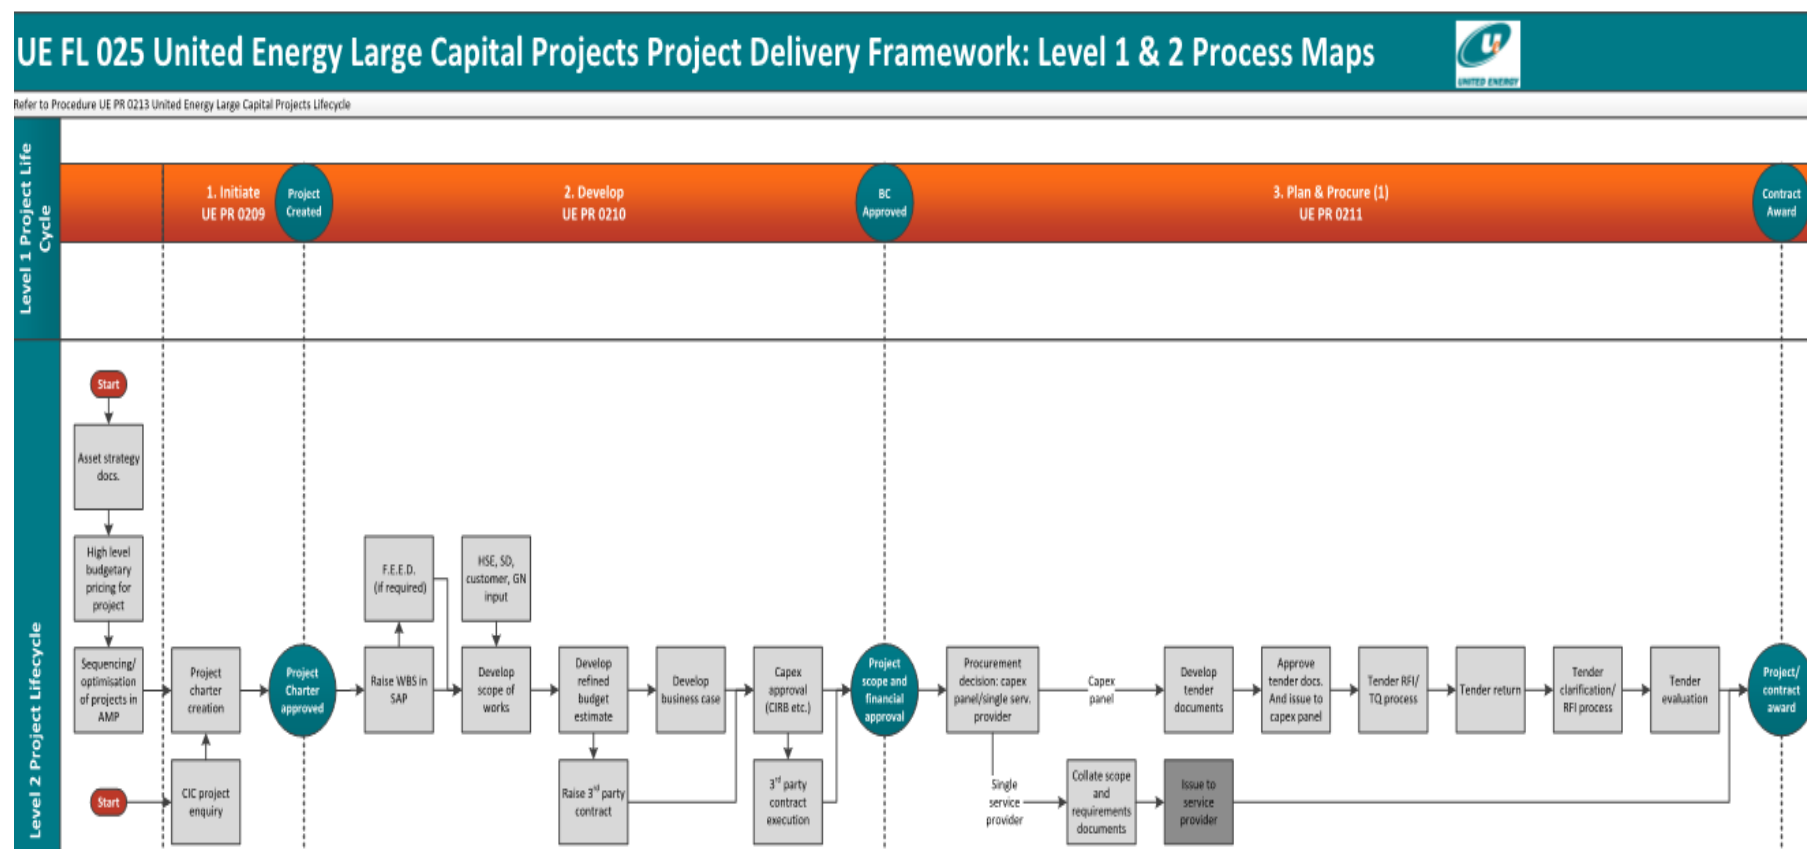 UE FL 025 United Energy Large Capital Projects Project Delivery Framework: Level 1 & 2 Process Maps
UNITED ENERGY
Refer to Procedure UE PR 0213 United Energy Large Capital Projects Lifecycle
Level 1 Project Life
Cycle
1. Initiate
UE PR 0209
Project
Created
2. Develop
UE PR 0210
BC
Approved
3. Plan & Procure (1)
UE PR 0211
Contract
Award
Level 2 Project Lifecycle
Start
Asset strategy
docs.
High level
budgetary
pricing for
project
Sequencing/
optimisation
of projects in
AMP
Start
CIC project
enquiry
Project
charter
creation
Project
Charter
approved
Raise WBS in
SAP
F.E.E.D.
(if required)
HSE, SD,
customer, GN
input
Develop
scope of
works
Develop
refined
budget
estimate
Raise 3rd party
contract
Develop
business case
Capex
approval
(CIRB etc.)
3rd party
contract
execution
Project
scope and
financial
approval
Procurement
decision: capex
panel/single serv.
provider
Capex
panel
Develop
tender
documents
Approve
tender docs.
And issue to
capex panel
Tender RFI/
TQ process
Tender return
Tender
clarification/
RFI process
Tender
evaluation
Project/
contract
award
Single
service
provider
Collate scope
and
requirements
documents
Issue to
service
provider